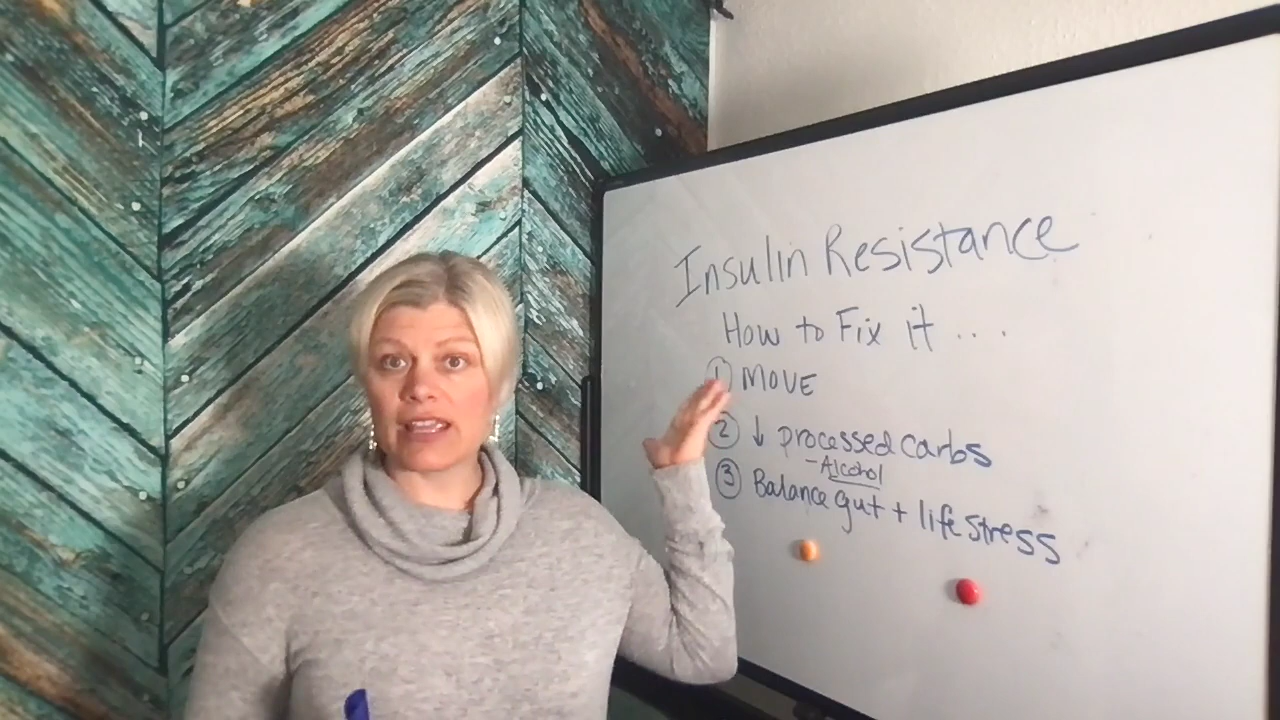 Insulin Resistance
How to Fix it ....
① MOVE
② ↓ processed carbs
- Alcohol
③ Balance gut + life stress